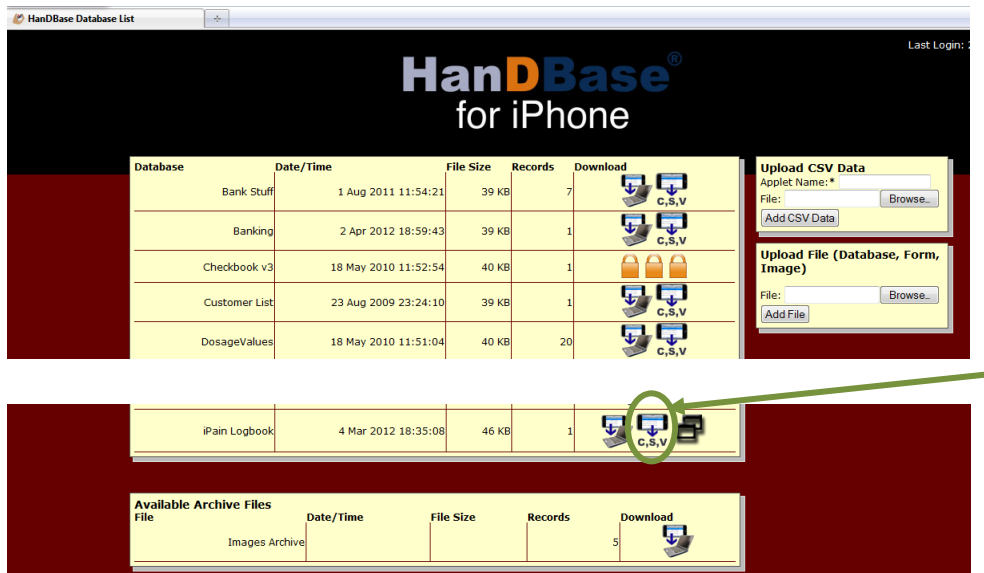 HanDBase Database List
Last Login:
HanDBase®
for iPhone
Database Date/Time File Size Records Download
Bank Stuff 1 Aug 2011 11:54:21 39 KB 7 C,S,V
Banking 2 Apr 2012 18:59:43 39 KB 1 C,S,V
Checkbook v3 18 May 2010 11:52:54 40 KB 1
Customer List 23 Aug 2009 23:24:10 39 KB 1 C,S,V
DosageValues 18 May 2010 11:51:04 40 KB 20 C,S,V
Upload CSV Data
Applet Name:*
File: Browse...
Add CSV Data
Upload File (Database, Form,
Image)
File: Browse...
Add File
iPain Logbook 4 Mar 2012 18:35:08 46 KB 1 C,S,V
Available Archive Files
File Date/Time File Size Records Download
Images Archive 5